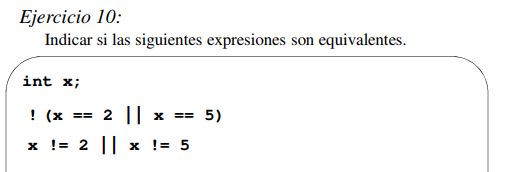 Ejercicio 10:
Indicar si las siguientes expresiones son equivalentes.
int x;
! (x == 2 || x == 5)
x != 2 || x != 5